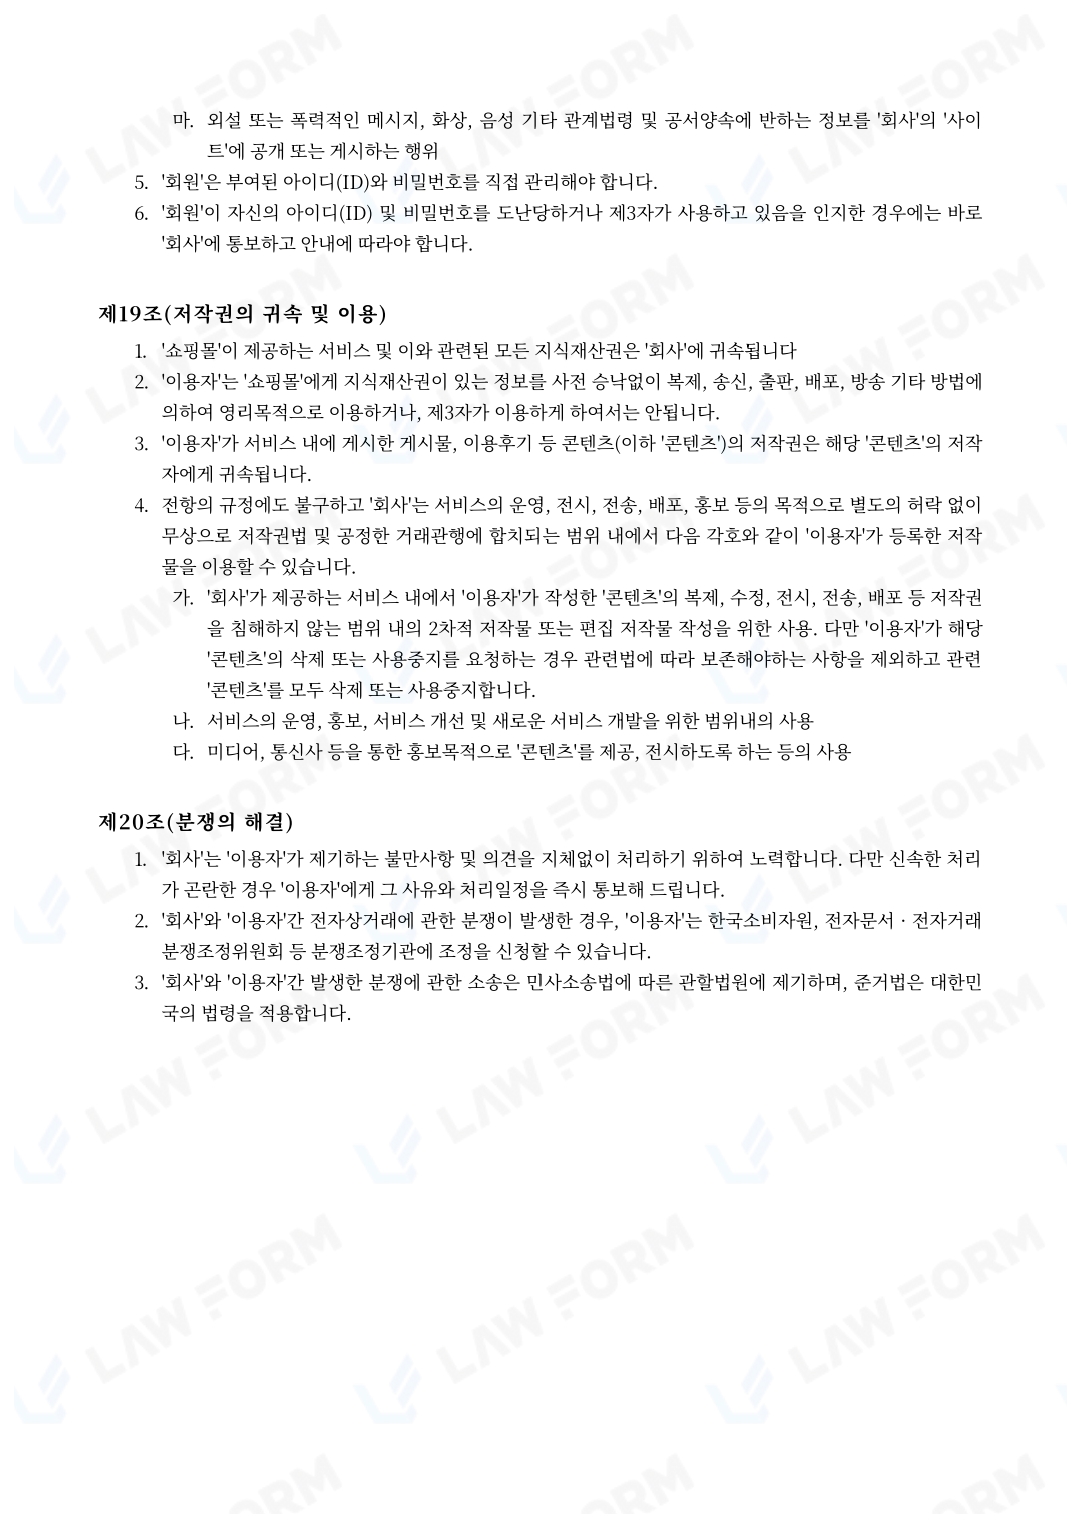 마. 외설 또는 폭력적인 메시지, 화상, 음성 기타 관계법령 및 공서양속에 반하는 정보를 '회사'의 '사이
트'에 공개 또는 게시하는 행위
5. '회원'은 부여된 아이디(ID)와 비밀번호를 직접 관리해야 합니다.
6. '회원'이 자신의 아이디(ID) 및 비밀번호를 도난당하거나 제3자가 사용하고 있음을 인지한 경우에는 바로
'회사'에 통보하고 안내에 따라야 합니다.
제19조(저작권의 귀속 및 이용)
1. '쇼핑몰'이 제공하는 서비스 및 이와 관련된 모든 지식재산권은 '회사'에 귀속됩니다
2. '이용자'는 '쇼핑몰'에게 지식재산권이 있는 정보를 사전 승낙없이 복제, 송신, 출판, 배포, 방송 기타 방법에
의하여 영리목적으로 이용하거나, 제3자가 이용하게 하여서는 안됩니다.
3. '이용자'가 서비스 내에 게시한 게시물, 이용후기 등 콘텐츠(이하 '콘텐츠')의 저작권은 해당 '콘텐츠'의 저작
자에게 귀속됩니다.
4. 전항의 규정에도 불구하고 '회사'는 서비스의 운영, 전시, 전송, 배포, 홍보 등의 목적으로 별도의 허락 없이
무상으로 저작권법 및 공정한 거래관행에 합치되는 범위 내에서 다음 각호와 같이 '이용자'가 등록한 저작
물을 이용할 수 있습니다.
가. '회사'가 제공하는 서비스 내에서 '이용자'가 작성한 '콘텐츠'의 복제, 수정, 전시, 전송, 배포 등 저작권
을 침해하지 않는 범위 내의 2차적 저작물 또는 편집 저작물 작성을 위한 사용. 다만 '이용자'가 해당
'콘텐츠'의 삭제 또는 사용중지를 요청하는 경우 관련법에 따라 보존해야하는 사항을 제외하고 관련
'콘텐츠'를 모두 삭제 또는 사용중지합니다.
나. 서비스의 운영, 홍보, 서비스 개선 및 새로운 서비스 개발을 위한 범위내의 사용
다. 미디어, 통신사 등을 통한 홍보목적으로 '콘텐츠'를 제공, 전시하도록 하는 등의 사용
제20조(분쟁의 해결)
1. '회사'는 '이용자'가 제기하는 불만사항 및 의견을 지체없이 처리하기 위하여 노력합니다. 다만 신속한 처리
가 곤란한 경우 '이용자'에게 그 사유와 처리일정을 즉시 통보해 드립니다.
2. '회사'와 '이용자'간 전자상거래에 관한 분쟁이 발생한 경우, '이용자'는 한국소비자원, 전자문서 · 전자거래
분쟁조정위원회 등 분쟁조정기관에 조정을 신청할 수 있습니다.
3. '회사'와 '이용자'간 발생한 분쟁에 관한 소송은 민사소송법에 따른 관할법원에 제기하며, 준거법은 대한민
국의 법령을 적용합니다.